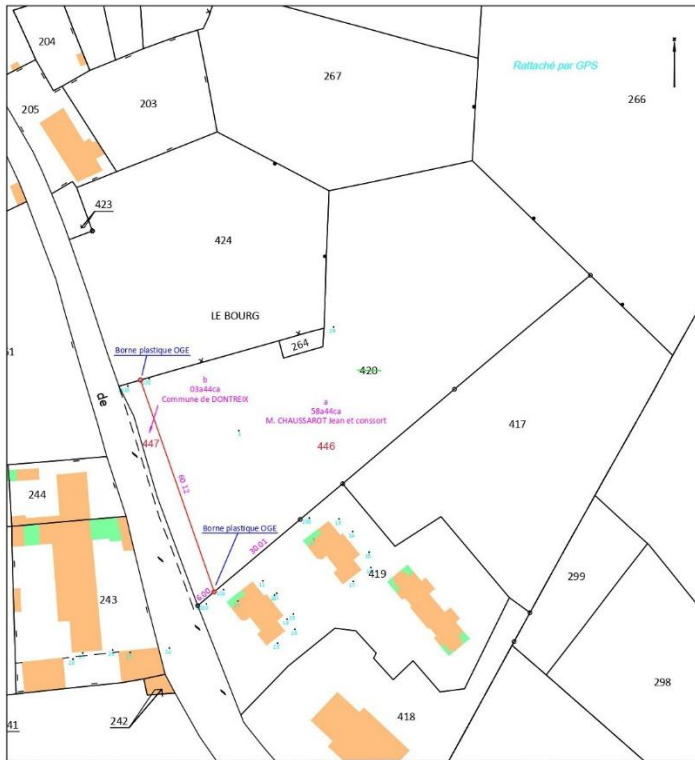 204
267
Rattaché par GPS
266
205
203
423
424
LE BOURG
264
Borne plastique OGE
b
03a44ca
Commune de DONTREIX
420
a
58a44ca
M. CHAUSSAROT Jean et conssort
417
de
447
446
60.12
244
Borne plastique OGE
30.01
6.00
419
299
243
298
242
418
41